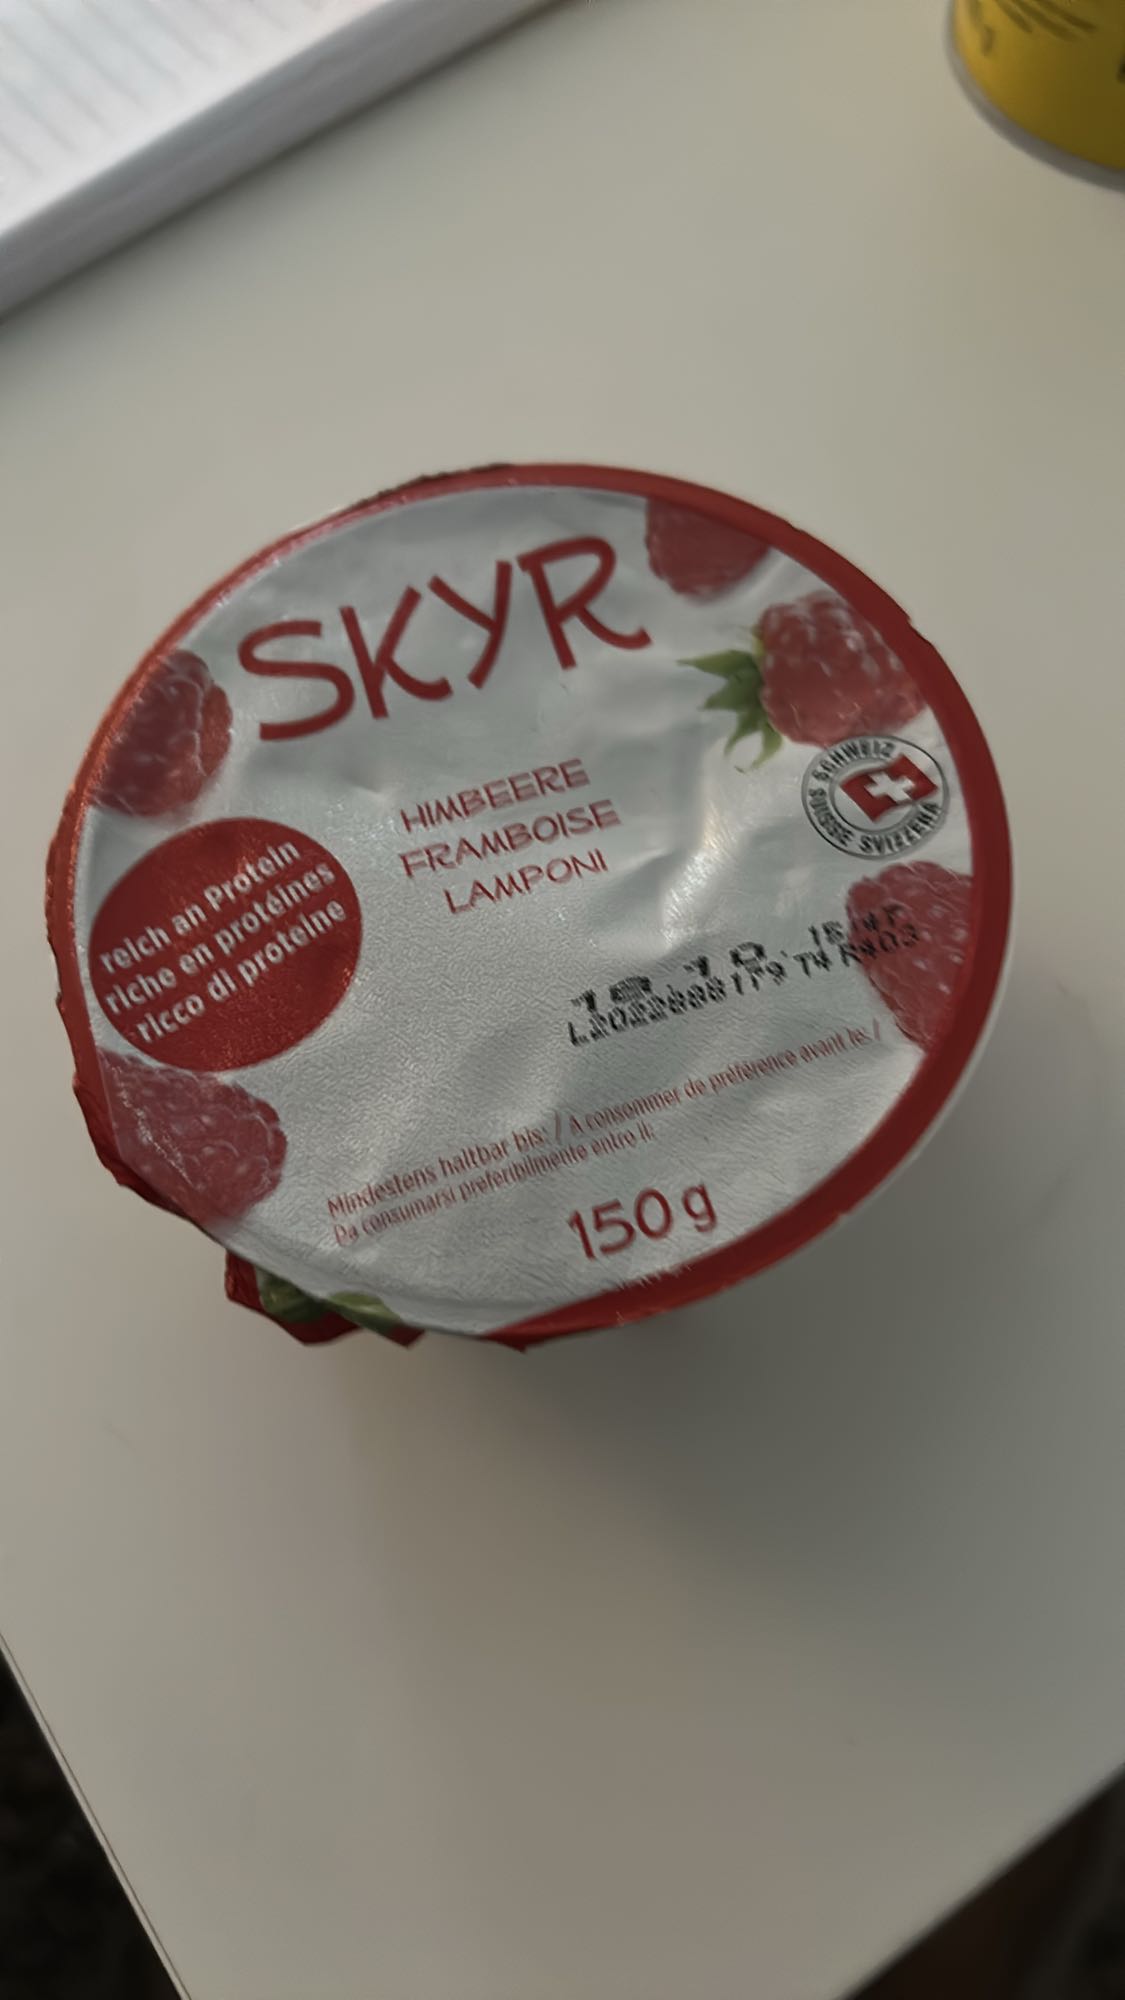 SKYR
HIMBEERE
FRAMBOISE
LAMPONI
SCHWEIZ SUISSE SVIZZERA
reich an Protein
riche en protéines
ricco di proteine
Mindestens haltbar bis: / A consommer de préférence avant le: /
Da consumarsi preferibilmente entro il:
150 g